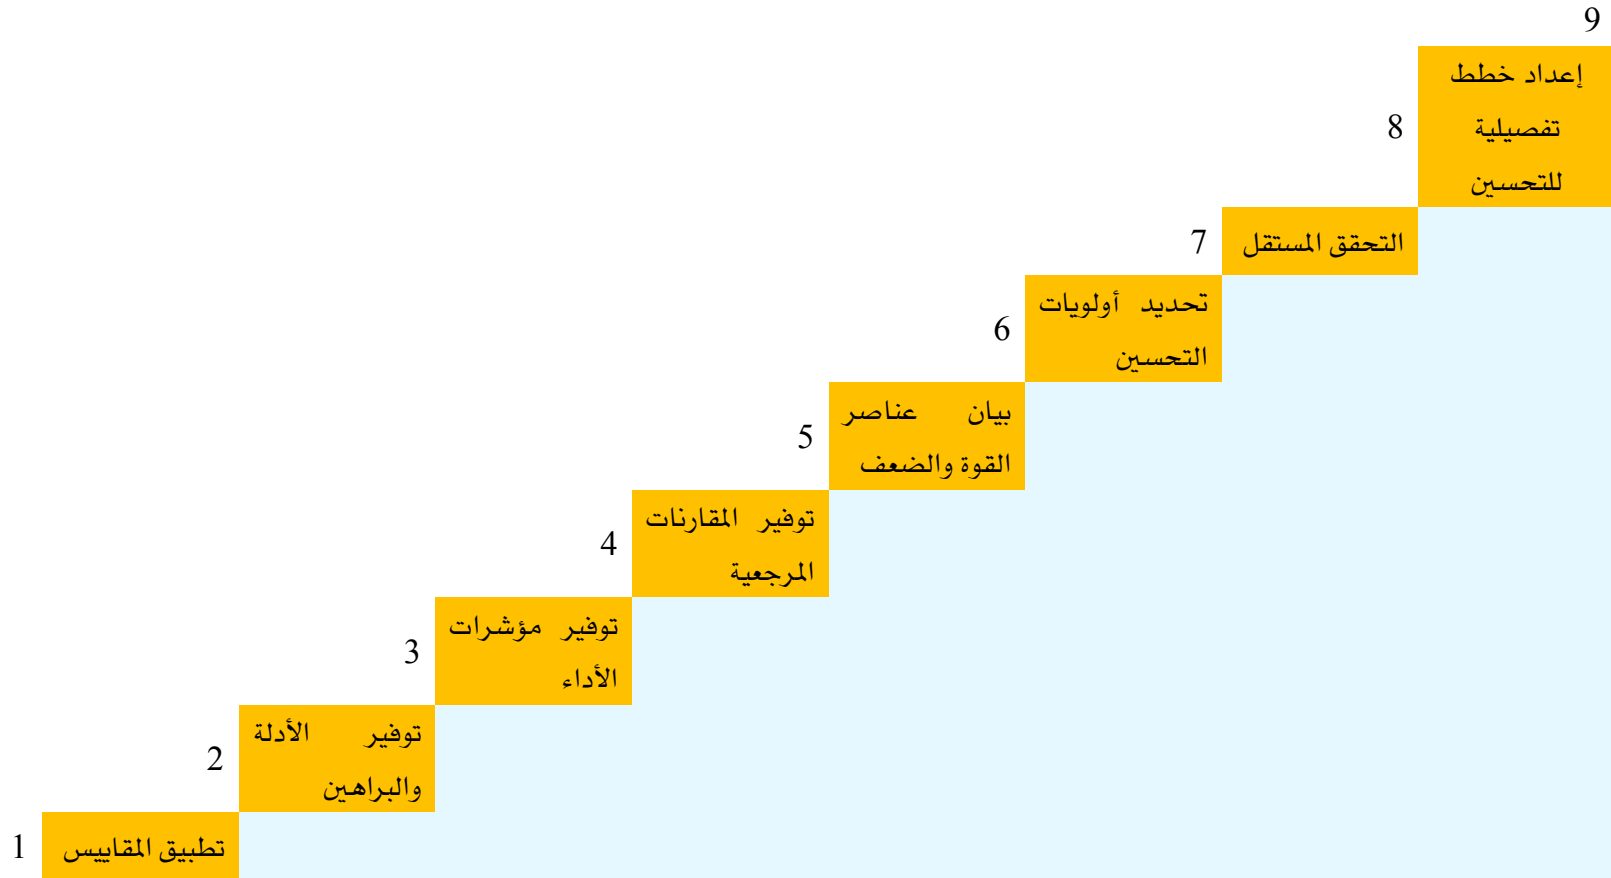 9
إعداد خطط
تفصيلية
للتحسين
8
التحقق المستقل
7
تحديد أولويات
التحسين
6
بيان عناصر
القوة والضعف
5
توفير المقارنات
المرجعية
4
توفير مؤشرات
الأداء
3
توفير الأدلة
والبراهين
2
تطبيق المقاييس
1